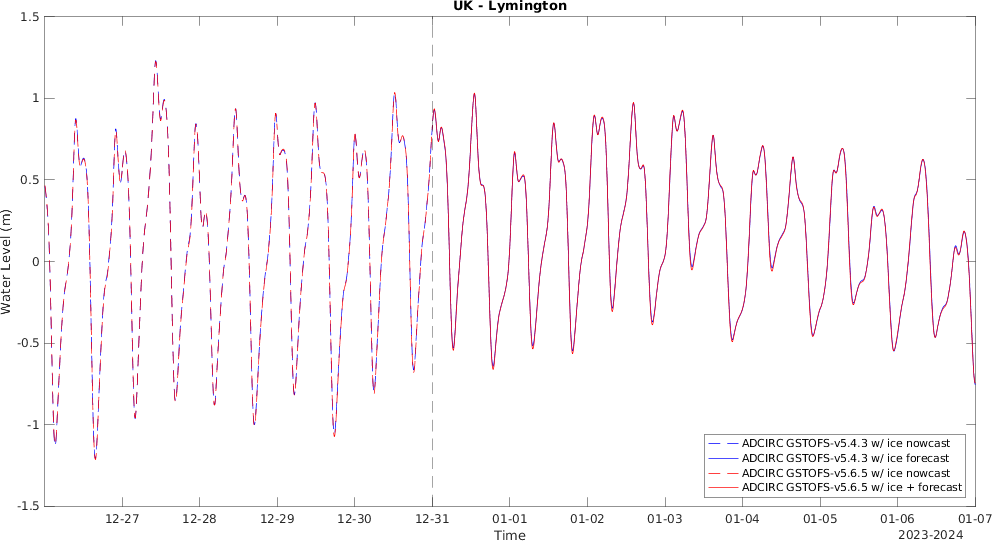 UK - Lymington
1.5
1
0.5
0
-0.5
-1
-1.5
Water Level (m)
12-27 12-28 12-29 12-30 12-31 01-01 01-02 01-03 01-04 01-05 01-06 01-07
Time
2023-2024
ADCIRC GSTOFS-v5.4.3 w/ ice nowcast
ADCIRC GSTOFS-v5.4.3 w/ ice forecast
ADCIRC GSTOFS-v5.6.5 w/ ice nowcast
ADCIRC GSTOFS-v5.6.5 w/ ice + forecast